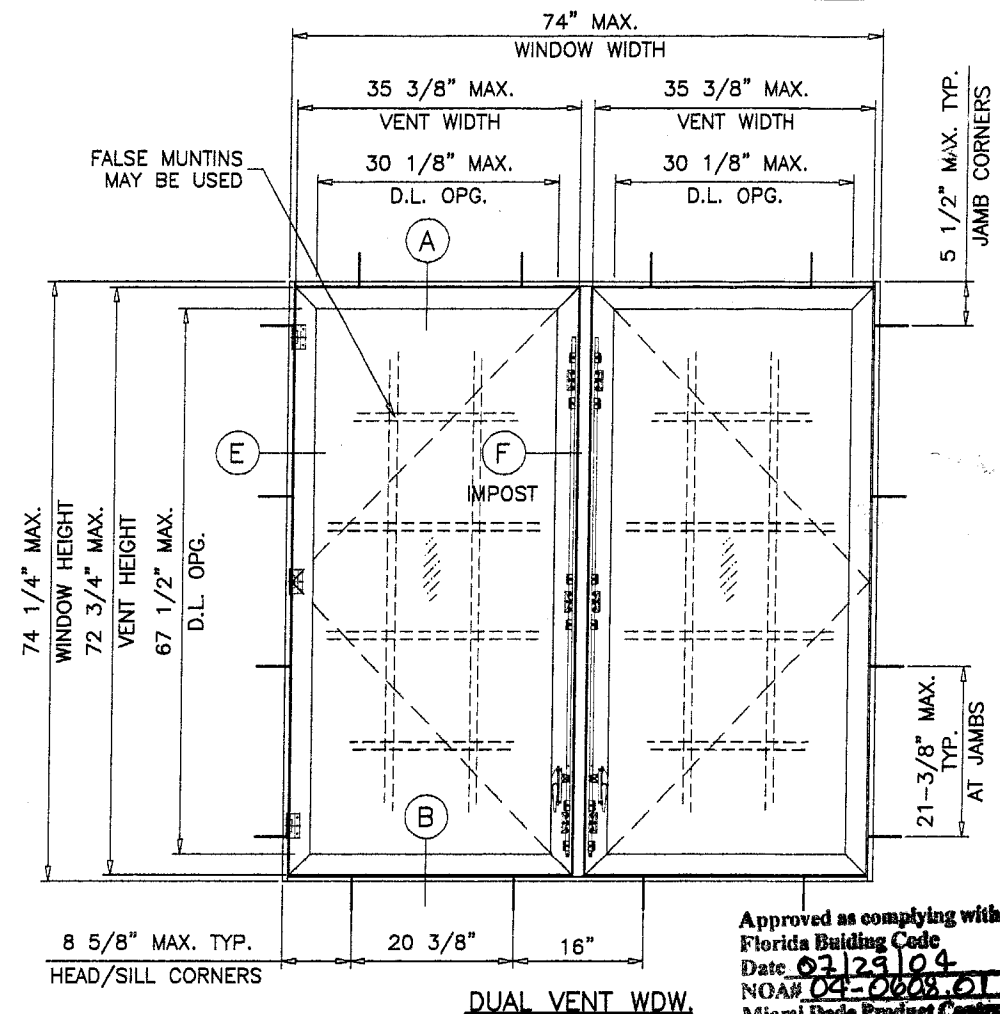 74" MAX.
WINDOW WIDTH
35 3/8" MAX.
VENT WIDTH
35 3/8" MAX.
VENT WIDTH
30 1/8" MAX.
D.L. OPG.
30 1/8" MAX.
D.L. OPG.
FALSE MUNTINS
MAY BE USED
5 1/2" MAX. TYP.
JAMB CORNERS
A
E
F
IMPOST
74 1/4" MAX.
WINDOW HEIGHT
72 3/4" MAX.
VENT HEIGHT
67 1/2" MAX.
D.L. OPG.
21-3/8" MAX.
TYP.
AT JAMBS
B
8 5/8" MAX. TYP.
HEAD/SILL CORNERS
20 3/8"
16"
DUAL VENT WDW.
Approved as complying with
Florida Building Code
Date 07/29/04
NOA# 04-0608.01
Miami Dade Product Control